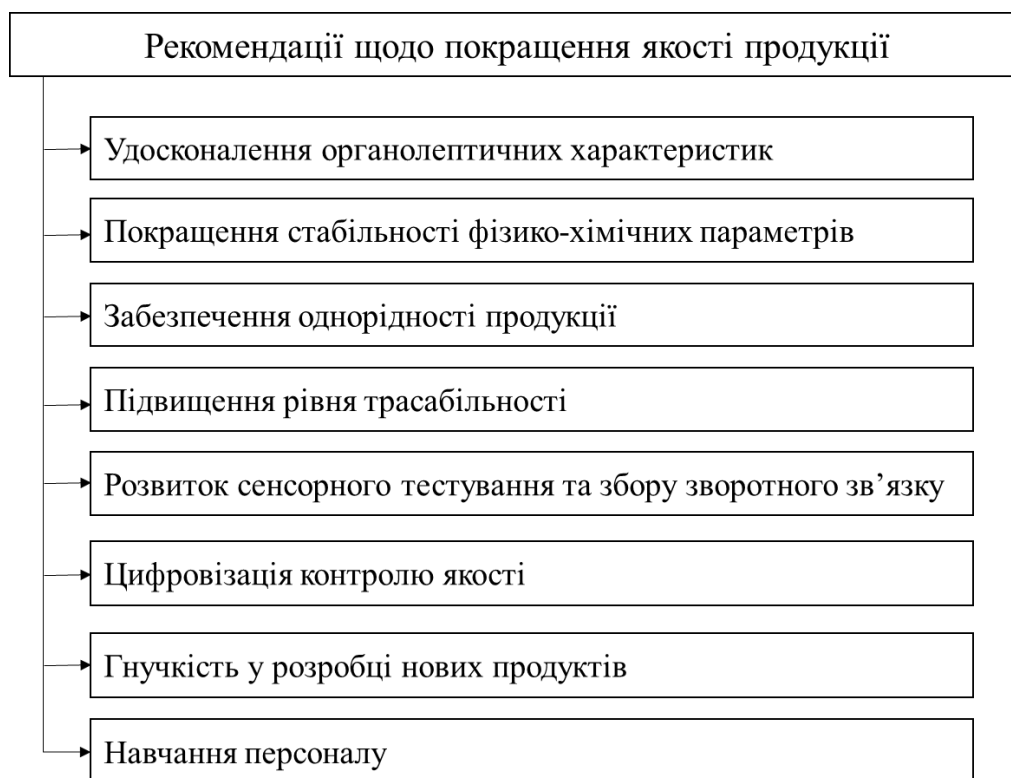 Рекомендації щодо покращення якості продукції
Удосконалення органолептичних характеристик
Покращення стабільності фізико-хімічних параметрів
Забезпечення однорідності продукції
Підвищення рівня трасабільності
Розвиток сенсорного тестування та збору зворотного зв’язку
Цифровізація контролю якості
Гнучкість у розробці нових продуктів
Навчання персоналу